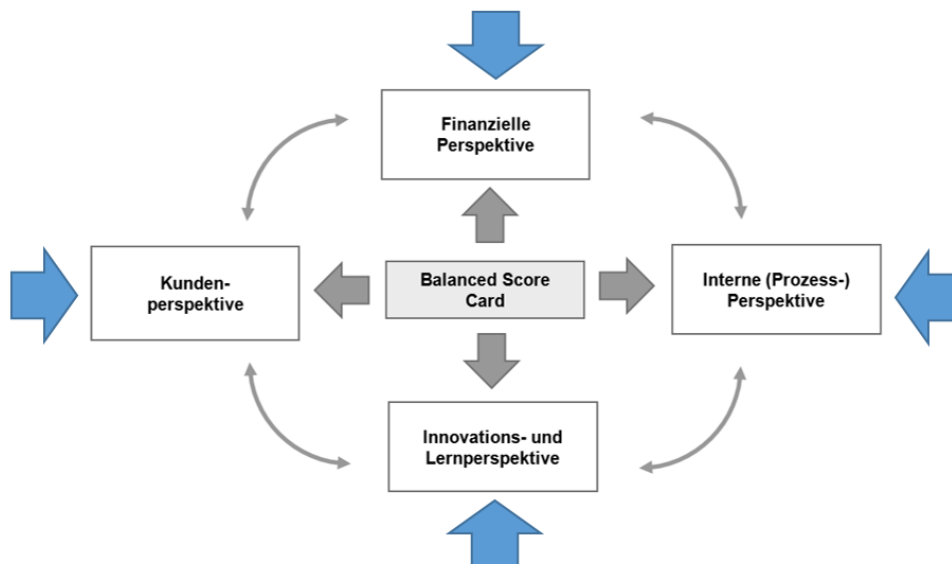 Finanzielle
Perspektive
Kunden-
perspektive
Balanced Score
Card
Interne (Prozess-)
Perspektive
Innovations- und
Lernperspektive